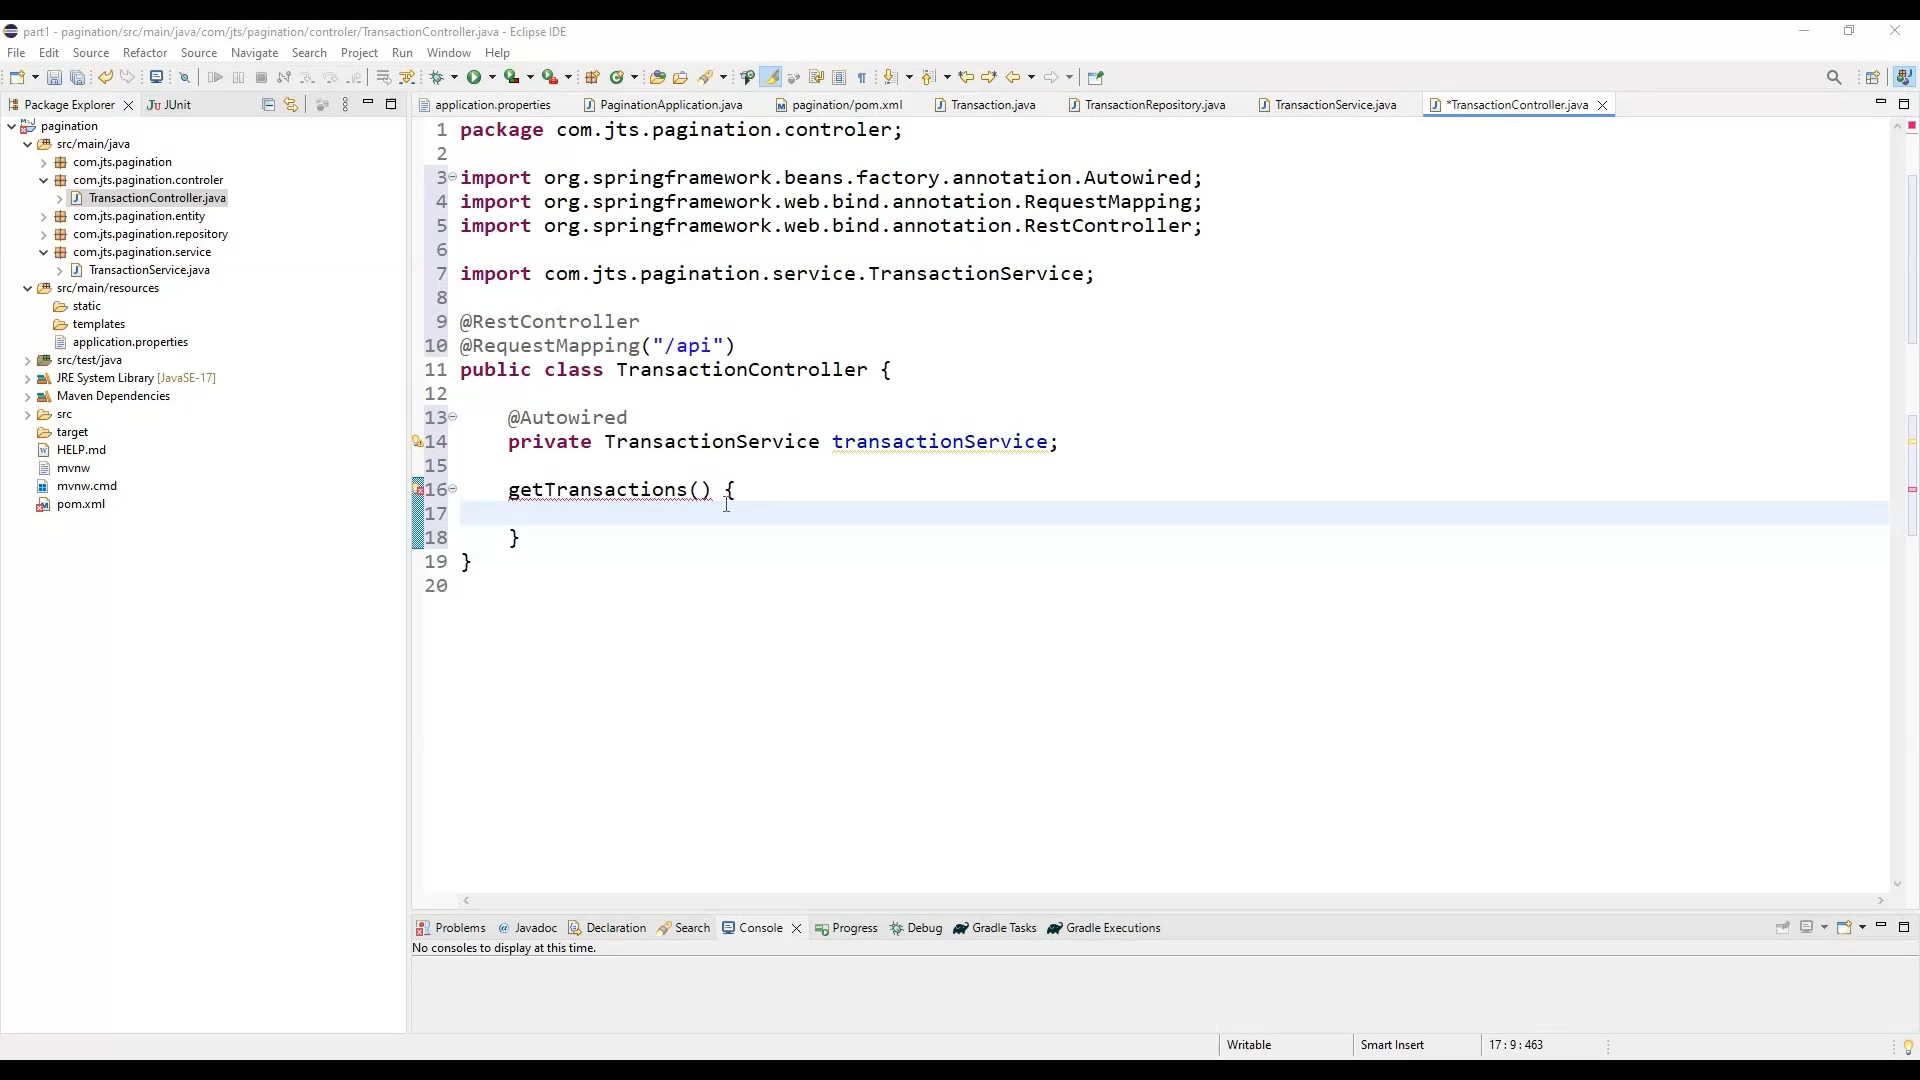 part1 - pagination/src/main/java/com/jts/pagination/controler/TransactionController.java - Eclipse IDE
File Edit Source Refactor Source Navigate Search Project Run Window Help
Package Explorer JUnit
application.properties PaginationApplication.java pagination/pom.xml Transaction.java TransactionRepository.java TransactionService.java *TransactionController.java
pagination
src/main/java
com.jts.pagination
com.jts.pagination.controler
TransactionController.java
com.jts.pagination.entity
com.jts.pagination.repository
com.jts.pagination.service
TransactionService.java
src/main/resources
static
templates
application.properties
src/test/java
JRE System Library [JavaSE-17]
Maven Dependencies
src
target
HELP.md
mvnw
mvnw.cmd
pom.xml
1 package com.jts.pagination.controler;
2
3 import org.springframework.beans.factory.annotation.Autowired;
4 import org.springframework.web.bind.annotation.RequestMapping;
5 import org.springframework.web.bind.annotation.RestController;
6
7 import com.jts.pagination.service.TransactionService;
8
9 @RestController
10 @RequestMapping("/api")
11 public class TransactionController {
12
13 @Autowired
14 private TransactionService transactionService;
15
16 getTransactions() {
17
18 }
19 }
20
Problems Javadoc Declaration Search Console Progress Debug Gradle Tasks Gradle Executions
No consoles to display at this time.
Writable Smart Insert 17 : 9 : 463